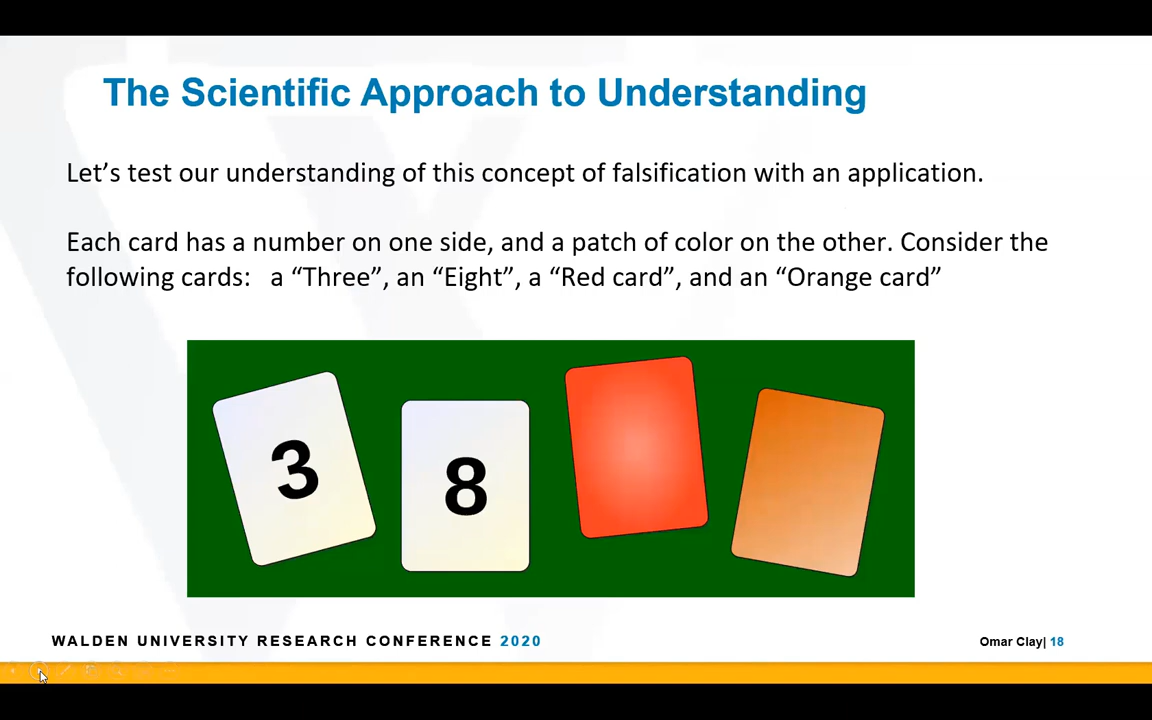 The Scientific Approach to Understanding
Let’s test our understanding of this concept of falsification with an application.
Each card has a number on one side, and a patch of color on the other. Consider the
following cards:   a “Three”, an “Eight”, a “Red card”, and an “Orange card”
3
8
WALDEN UNIVERSITY RESEARCH CONFERENCE 2020
Omar Clay| 18